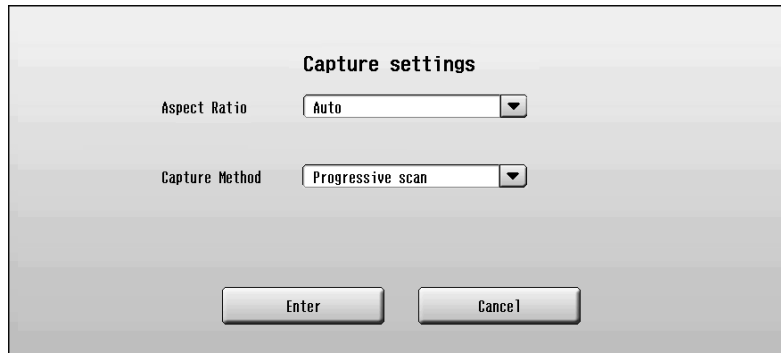 Capture settings
Aspect Ratio Auto
Capture Method Progressive scan
Enter Cancel